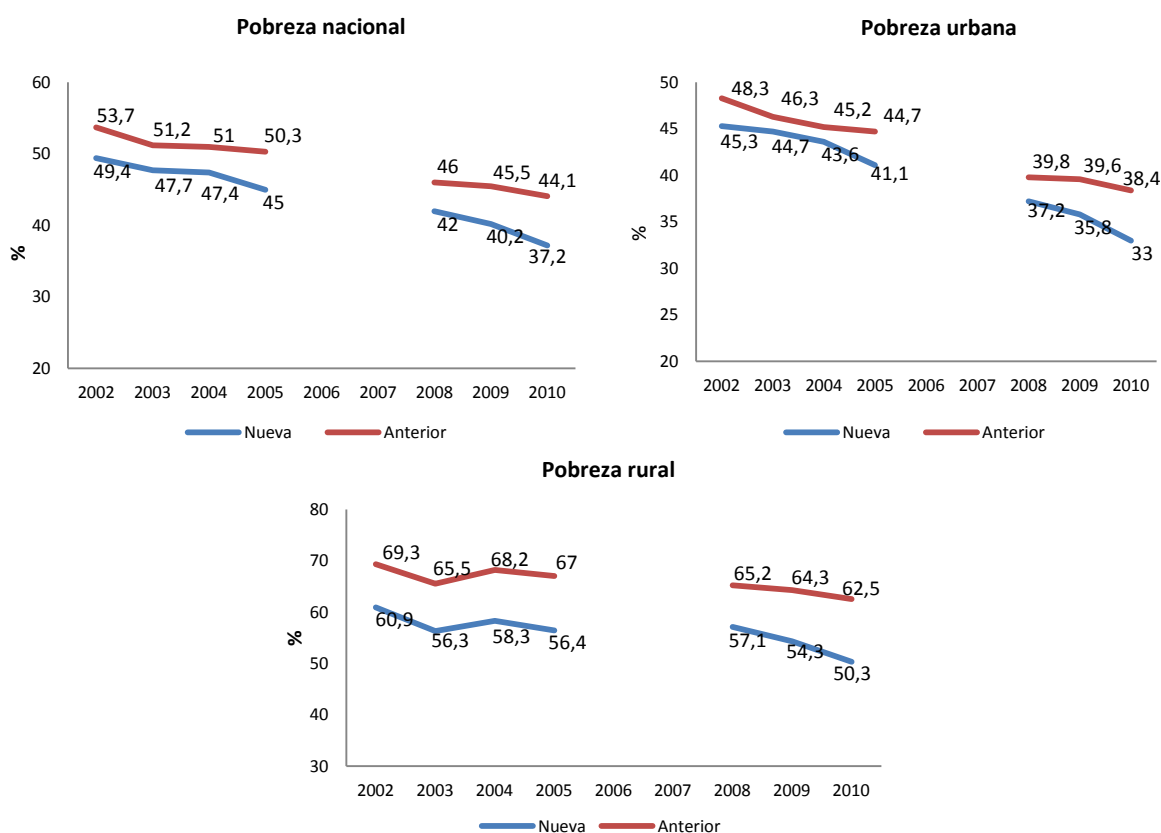 Pobreza nacional
60
50
40
30
20
%
53,7 51,2 51 50,3 46 45,5 44,1
49,4 47,7 47,4 45 42 40,2 37,2
2002 2003 2004 2005 2006 2007 2008 2009 2010
Nueva Anterior
Pobreza urbana
50
45
40
35
30
25
20
%
48,3 46,3 45,2 44,7 39,8 39,6 38,4
45,3 44,7 43,6 41,1 37,2 35,8 33
2002 2003 2004 2005 2006 2007 2008 2009 2010
Nueva Anterior
Pobreza rural
80
70
60
50
40
30
%
69,3 65,5 68,2 67 65,2 64,3 62,5
60,9 56,3 58,3 56,4 57,1 54,3 50,3
2002 2003 2004 2005 2006 2007 2008 2009 2010
Nueva Anterior